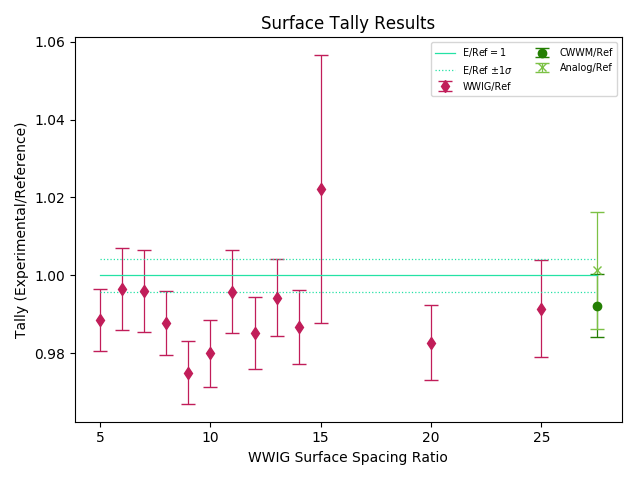 Surface Tally Results
1.06
1.04
1.02
1.00
0.98
Tally (Experimental/Reference)
E/Ref = 1
E/Ref ±1σ
WWIG/Ref
CWWM/Ref
Analog/Ref
5
10
15
20
25
WWIG Surface Spacing Ratio